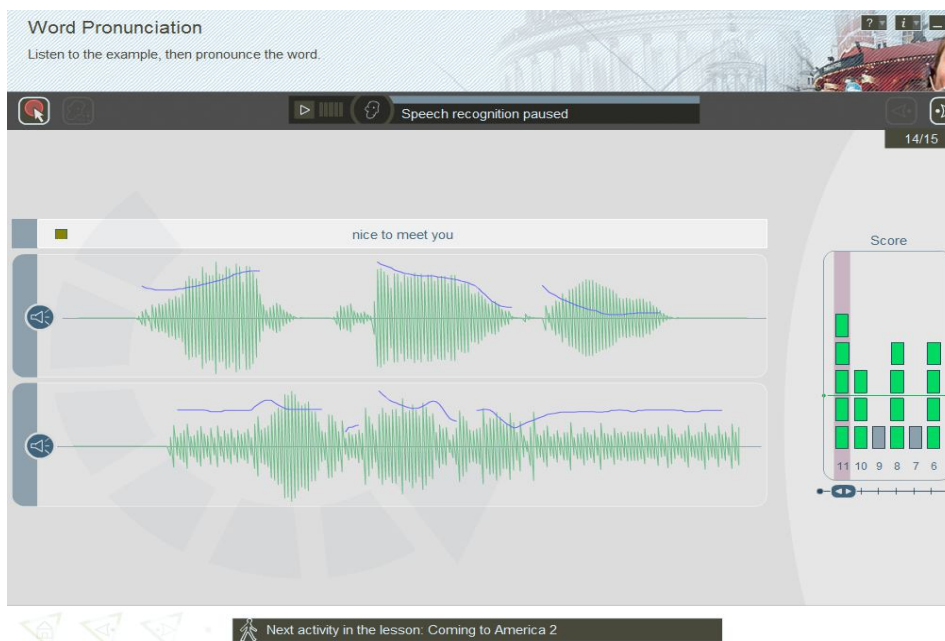 Word Pronunciation
? i
Listen to the example, then pronounce the word.
Speech recognition paused
14/15
nice to meet you
Score
11 10 9 8 7 6
Next activity in the lesson: Coming to America 2